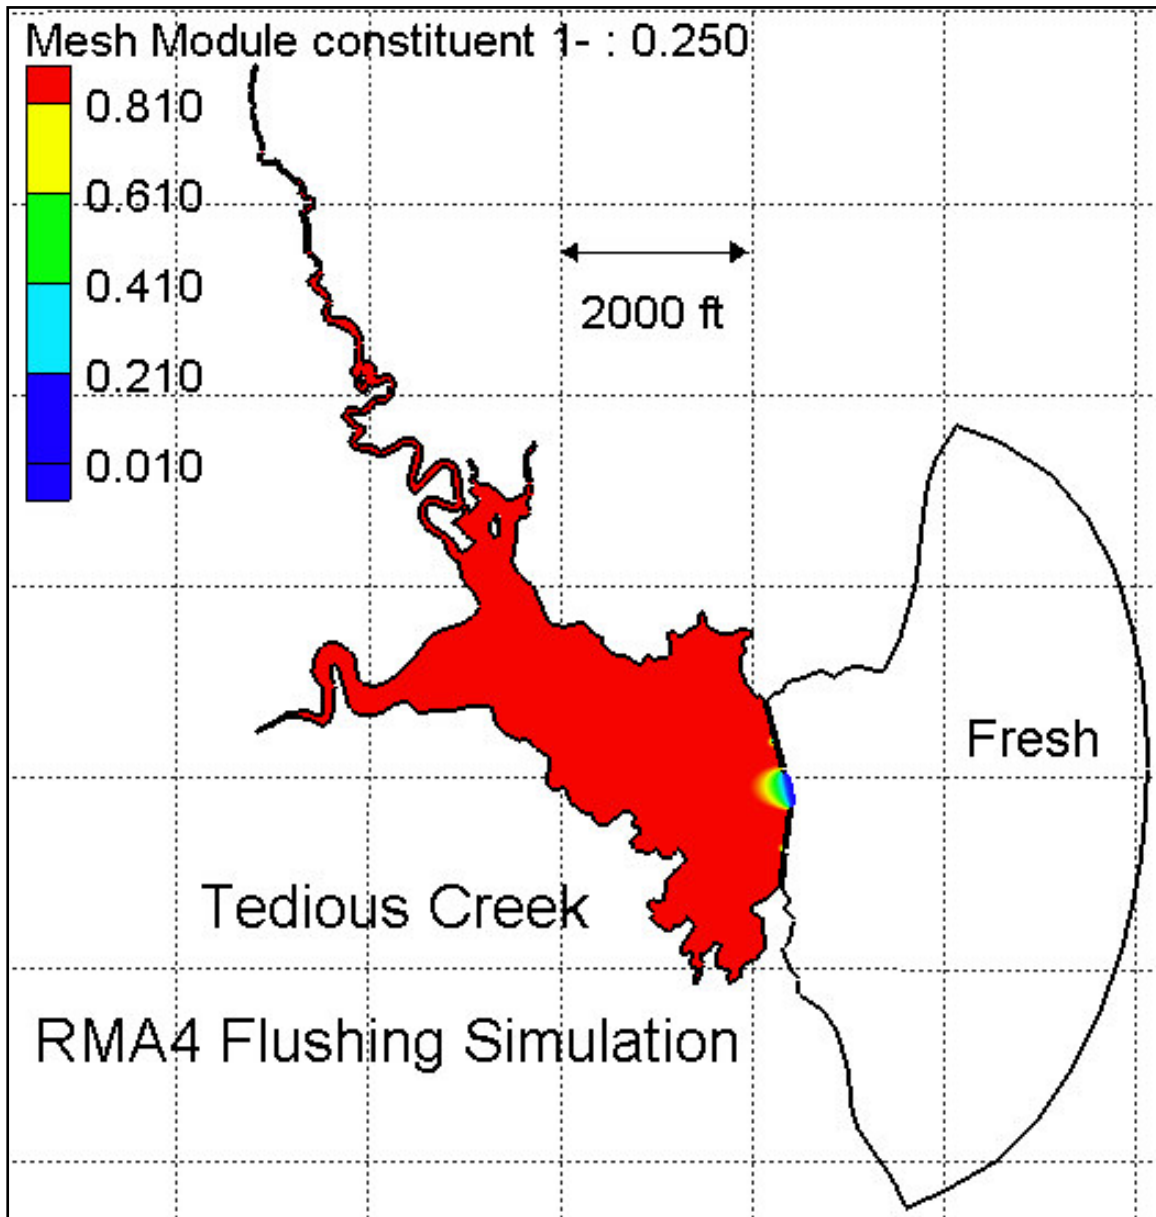 Mesh Module constituent 1- : 0.250
0.810
0.610
0.410
0.210
0.010
2000 ft
Fresh
Tedious Creek
RMA4 Flushing Simulation